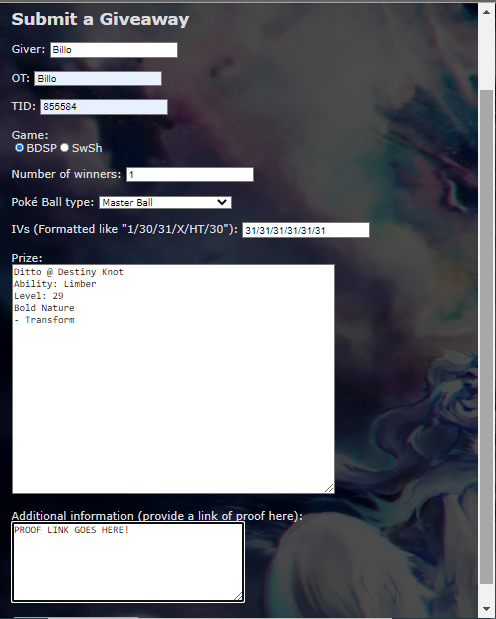 Submit a Giveaway
Giver: Billo
OT: Billo
TID: 855584
Game:
BDSP SwSh
Number of winners: 1
Poké Ball type: Master Ball
IVs (Formatted like "1/30/31/X/HT/30"): 31/31/31/31/31/31
Prize:
Ditto @ Destiny Knot
Ability: Limber
Level: 29
Bold Nature
- Transform
Additional information (provide a link of proof here):
PROOF LINK GOES HERE!